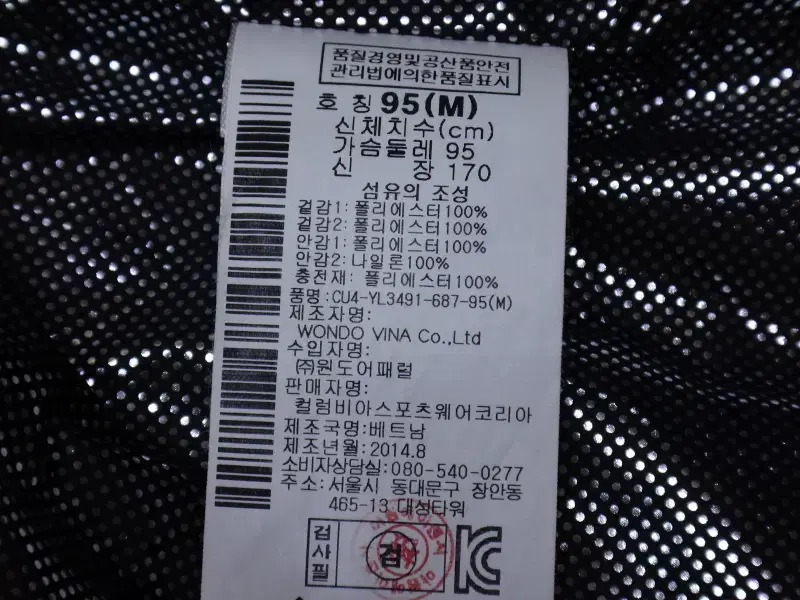 품질경영및공산품안전
관리법에의한품질표시
호 칭 95(M)
신체치수(cm)
가슴둘레 95
신 장 170
섬유의 조성
겉감1: 폴리에스터100%
겉감2: 폴리에스터100%
안감1: 폴리에스터100%
안감2: 나일론100%
충전재: 폴리에스터100%
품명:CU4-YL3491-687-95(M)
제조자명:
WONDO VINA Co.,Ltd
수입자명:
㈜원도어패럴
판매자명:
컬럼비아스포츠웨어코리아
제조국명:베트남
제조년월:2014.8
소비자상담실:080-540-0277
주소:서울시 동대문구 장안동
465-13 대성타워
검사필
검
KC